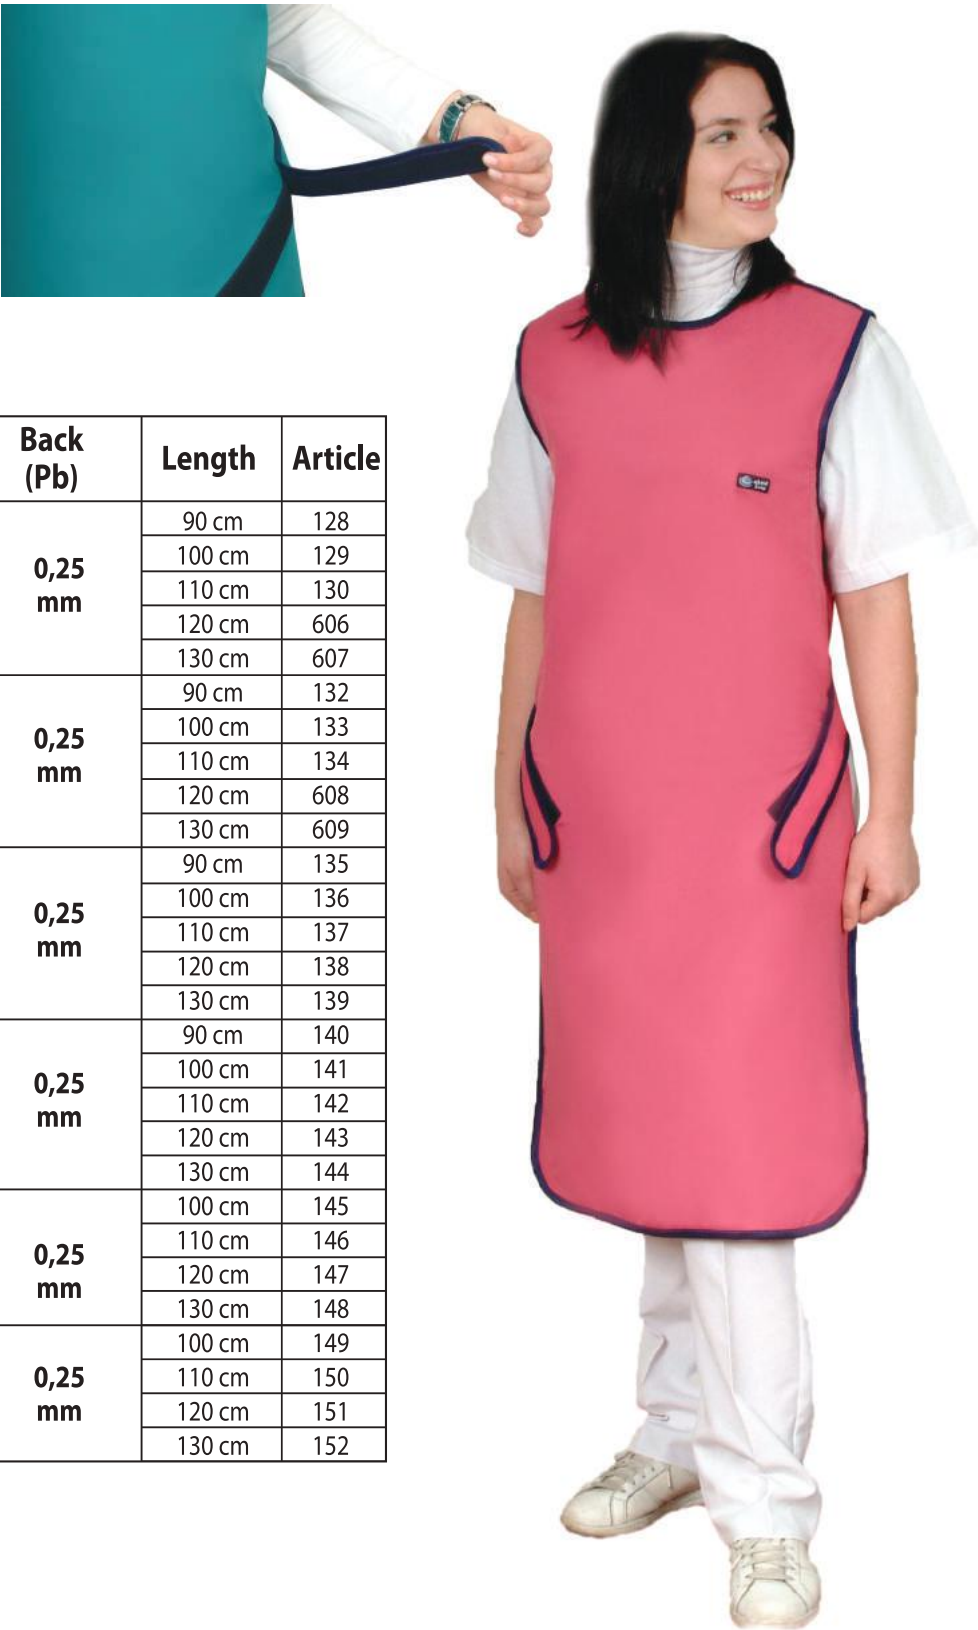 Back (Pb) Length Article
0,25 mm
90 cm 128
100 cm 129
110 cm 130
120 cm 606
130 cm 607
0,25 mm
90 cm 132
100 cm 133
110 cm 134
120 cm 608
130 cm 609
0,25 mm
90 cm 135
100 cm 136
110 cm 137
120 cm 138
130 cm 139
0,25 mm
90 cm 140
100 cm 141
110 cm 142
120 cm 143
130 cm 144
0,25 mm
100 cm 145
110 cm 146
120 cm 147
130 cm 148
0,25 mm
100 cm 149
110 cm 150
120 cm 151
130 cm 152